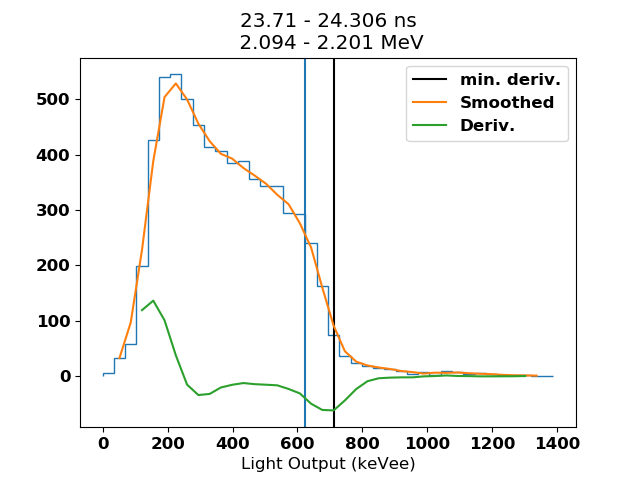 23.71 - 24.306 ns
2.094 - 2.201 MeV
min. deriv.
Smoothed
Deriv.
500
400
300
200
100
0
0 200 400 600 800 1000 1200 1400
Light Output (keVee)